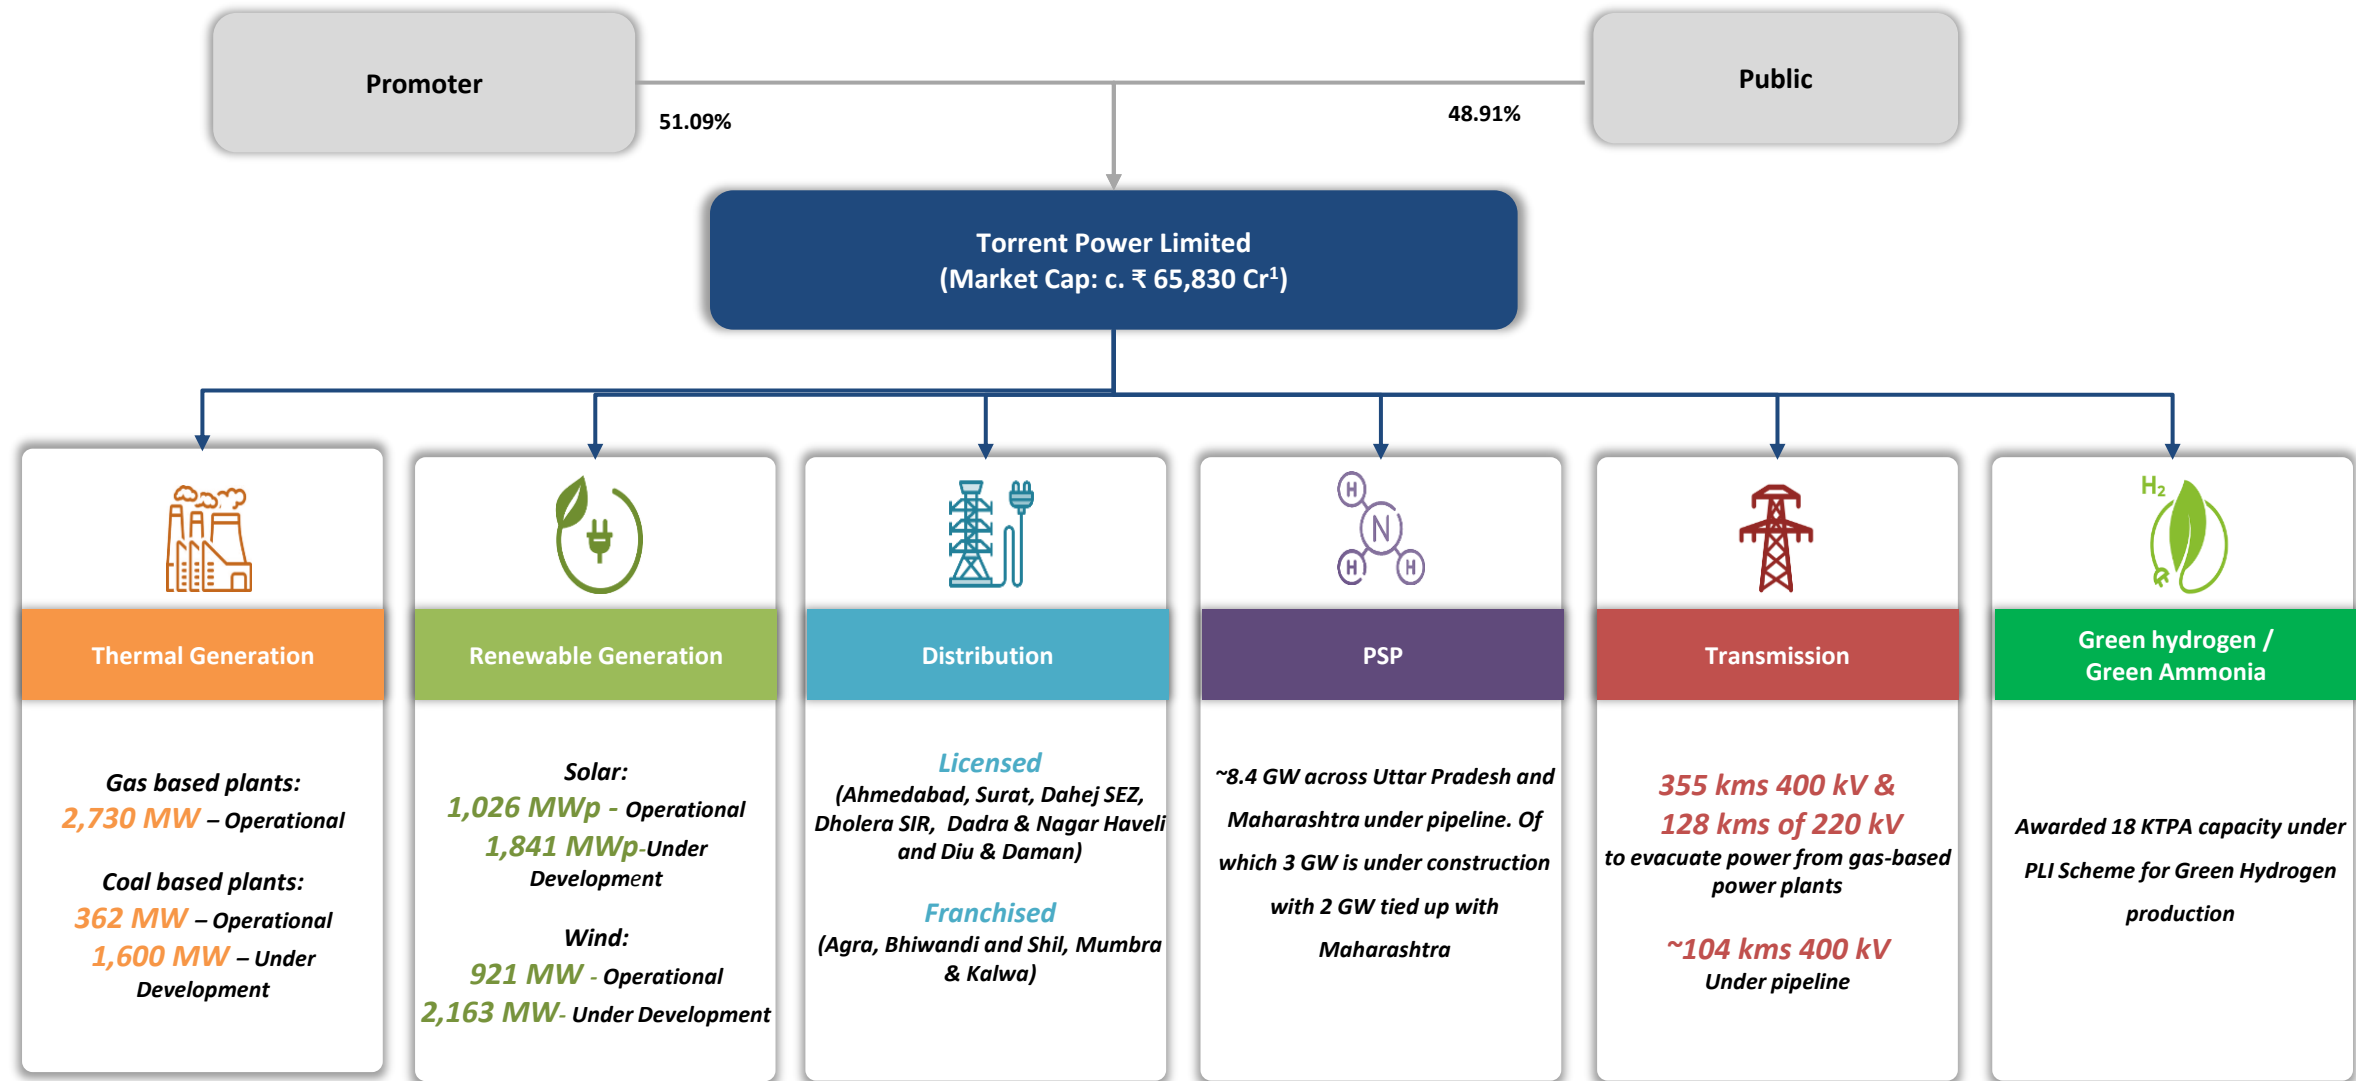 Promoter
Public
51.09%
48.91%
Torrent Power Limited
(Market Cap: c. ₹ 65,830 Cr¹)
Thermal Generation
Gas based plants:
2,730 MW – Operational
Coal based plants:
362 MW – Operational
1,600 MW – Under
Development
Renewable Generation
Solar:
1,026 MWp - Operational
1,841 MWp-Under
Development
Wind:
921 MW - Operational
2,163 MW- Under Development
Distribution
Licensed
(Ahmedabad, Surat, Dahej SEZ,
Dholera SIR, Dadra & Nagar Haveli
and Diu & Daman)
Franchised
(Agra, Bhiwandi and Shil, Mumbra
& Kalwa)
H
N
H
H
PSP
~8.4 GW across Uttar Pradesh and
Maharashtra under pipeline. Of
which 3 GW is under construction
with 2 GW tied up with
Maharashtra
Transmission
355 kms 400 kV &
128 kms of 220 kV
to evacuate power from gas-based
power plants
~104 kms 400 kV
Under pipeline
H₂
Green hydrogen /
Green Ammonia
Awarded 18 KTPA capacity under
PLI Scheme for Green Hydrogen
production